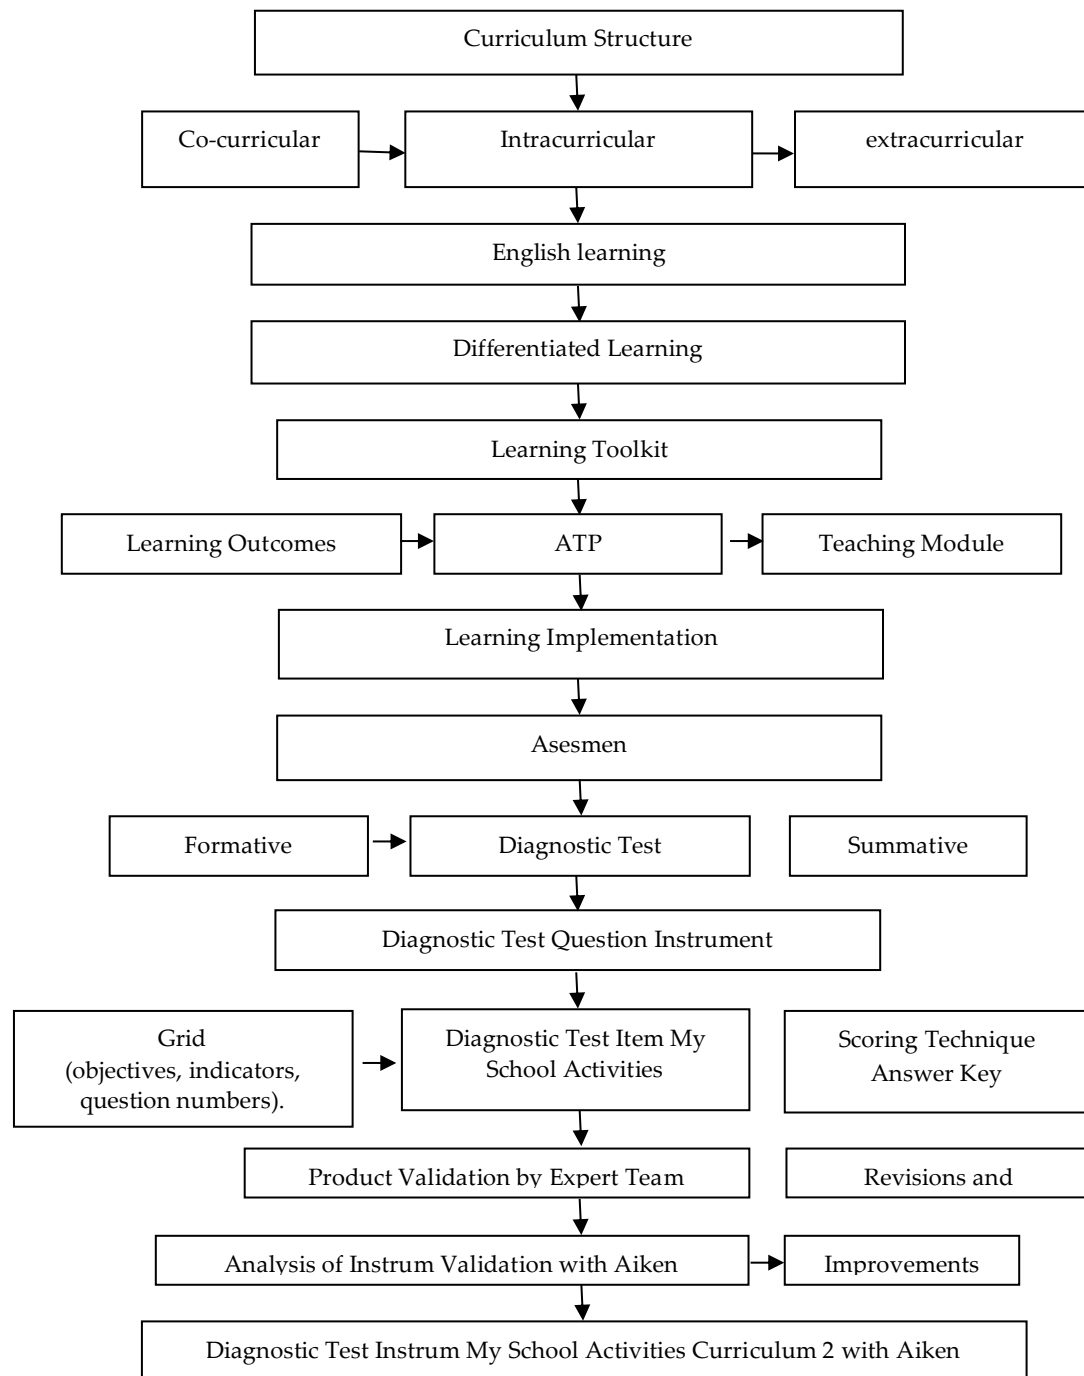 Curriculum Structure
Co-curricular
Intracurricular
extracurricular
English learning
Differentiated Learning
Learning Toolkit
Learning Outcomes
ATP
Teaching Module
Learning Implementation
Asesmen
Formative
Diagnostic Test
Summative
Diagnostic Test Question Instrument
Grid
(objectives, indicators,
question numbers).
Diagnostic Test Item My
School Activities
Scoring Technique
Answer Key
Product Validation by Expert Team
Revisions and
Analysis of Instrum Validation with Aiken
Improvements
Diagnostic Test Instrum My School Activities Curriculum 2 with Aiken